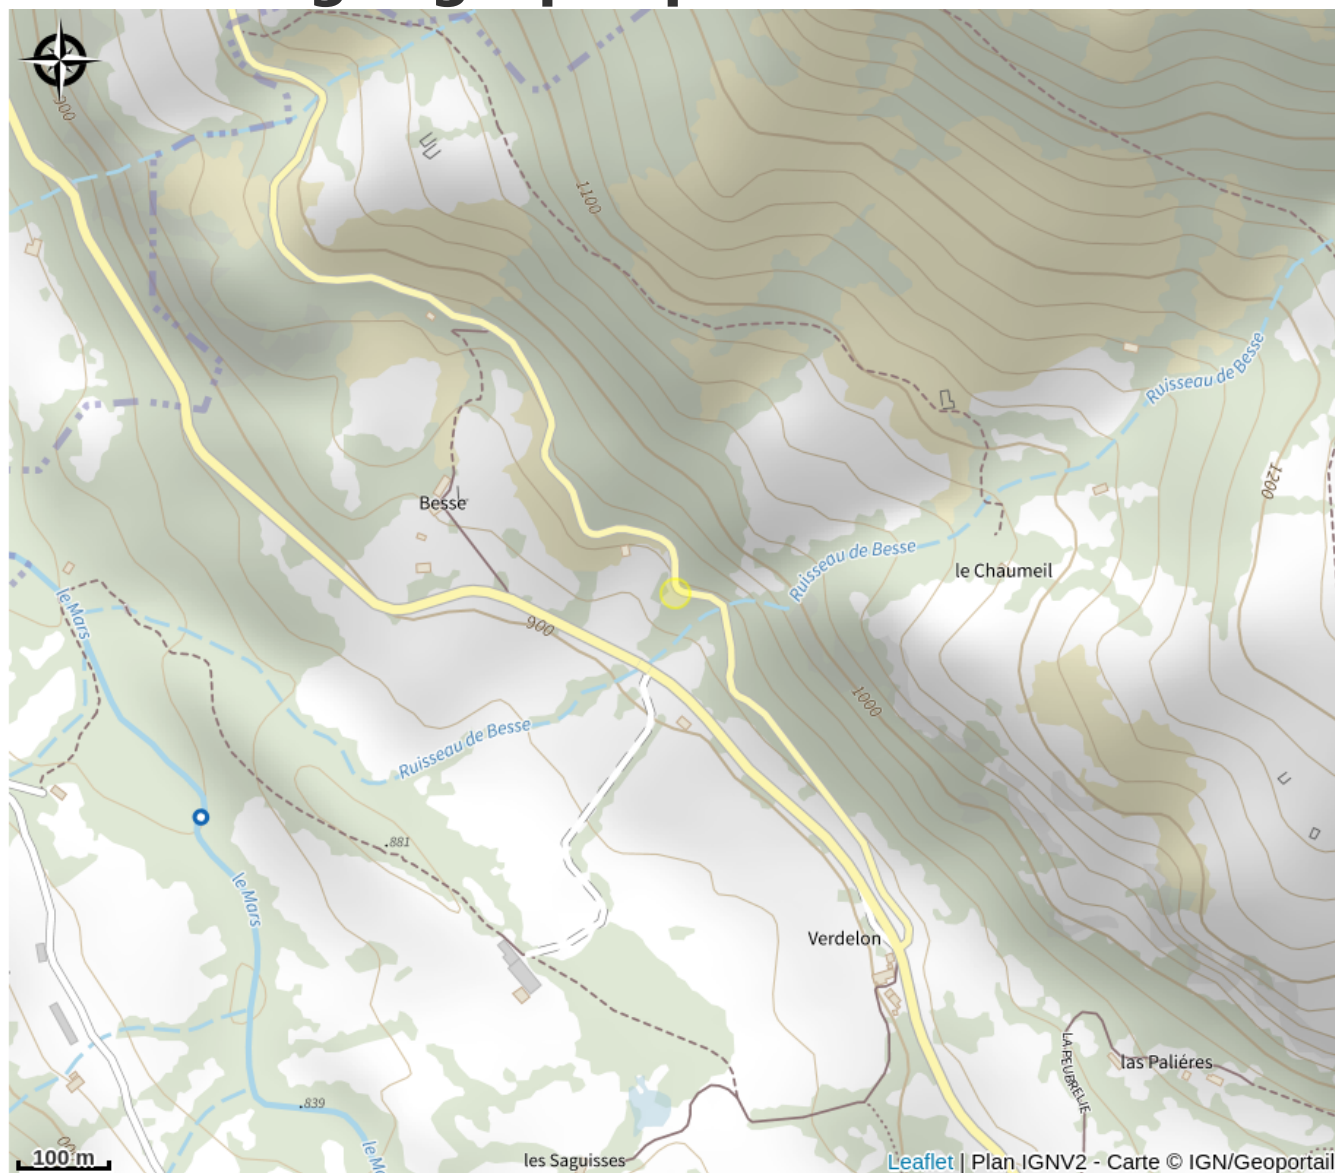 900
1100
Ruisseau de Besse
1200
Besse
Ruisseau de Besse
le Chaumeil
le Mars
900
1000
Ruisseau de Besse
.881
le Mars
Verdelon
LA PEUBRELIE
las Paliéres
.839
les Saguisses
100 m
Leaflet | Plan IGNV2 - Carte © IGN/Geoportail